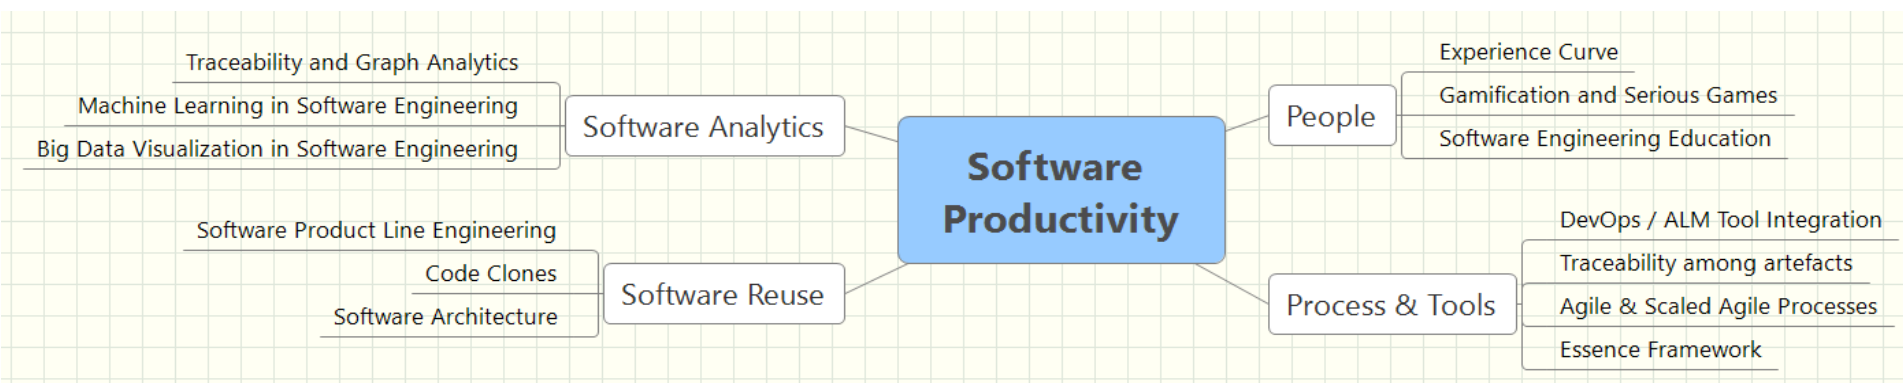 Software
Productivity
Software Analytics
Traceability and Graph Analytics
Machine Learning in Software Engineering
Big Data Visualization in Software Engineering
Software Reuse
Software Product Line Engineering
Code Clones
Software Architecture
People
Experience Curve
Gamification and Serious Games
Software Engineering Education
Process & Tools
DevOps / ALM Tool Integration
Traceability among artefacts
Agile & Scaled Agile Processes
Essence Framework